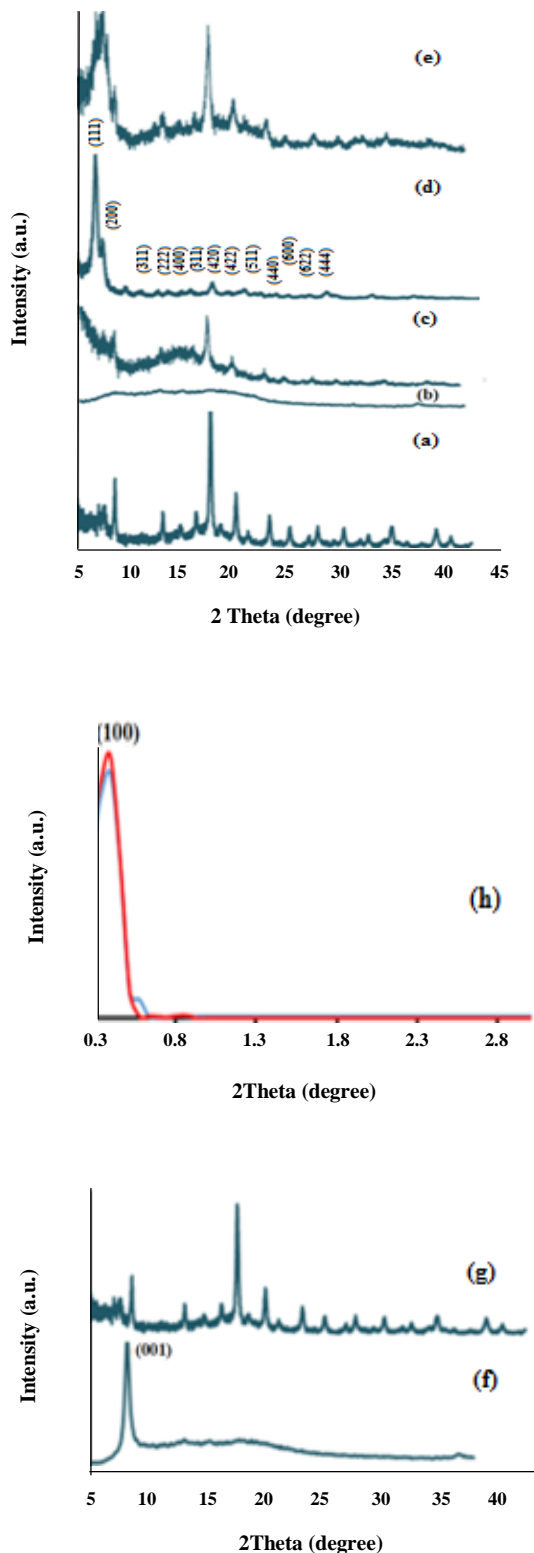 (e)
(111)
(d)
(200)
(311)
(222)
(400)
(311)
(420)
(422)
(511)
(440)
(600)
(622)
(444)
(c)
(b)
(a)
Intensity (a.u.)
5 10 15 20 25 30 35 40 45
2 Theta (degree)
(100)
(h)
Intensity (a.u.)
0.3 0.8 1.3 1.8 2.3 2.8
2Theta (degree)
(g)
(001)
(f)
Intensity (a.u.)
5 10 15 20 25 30 35 40
2Theta (degree)